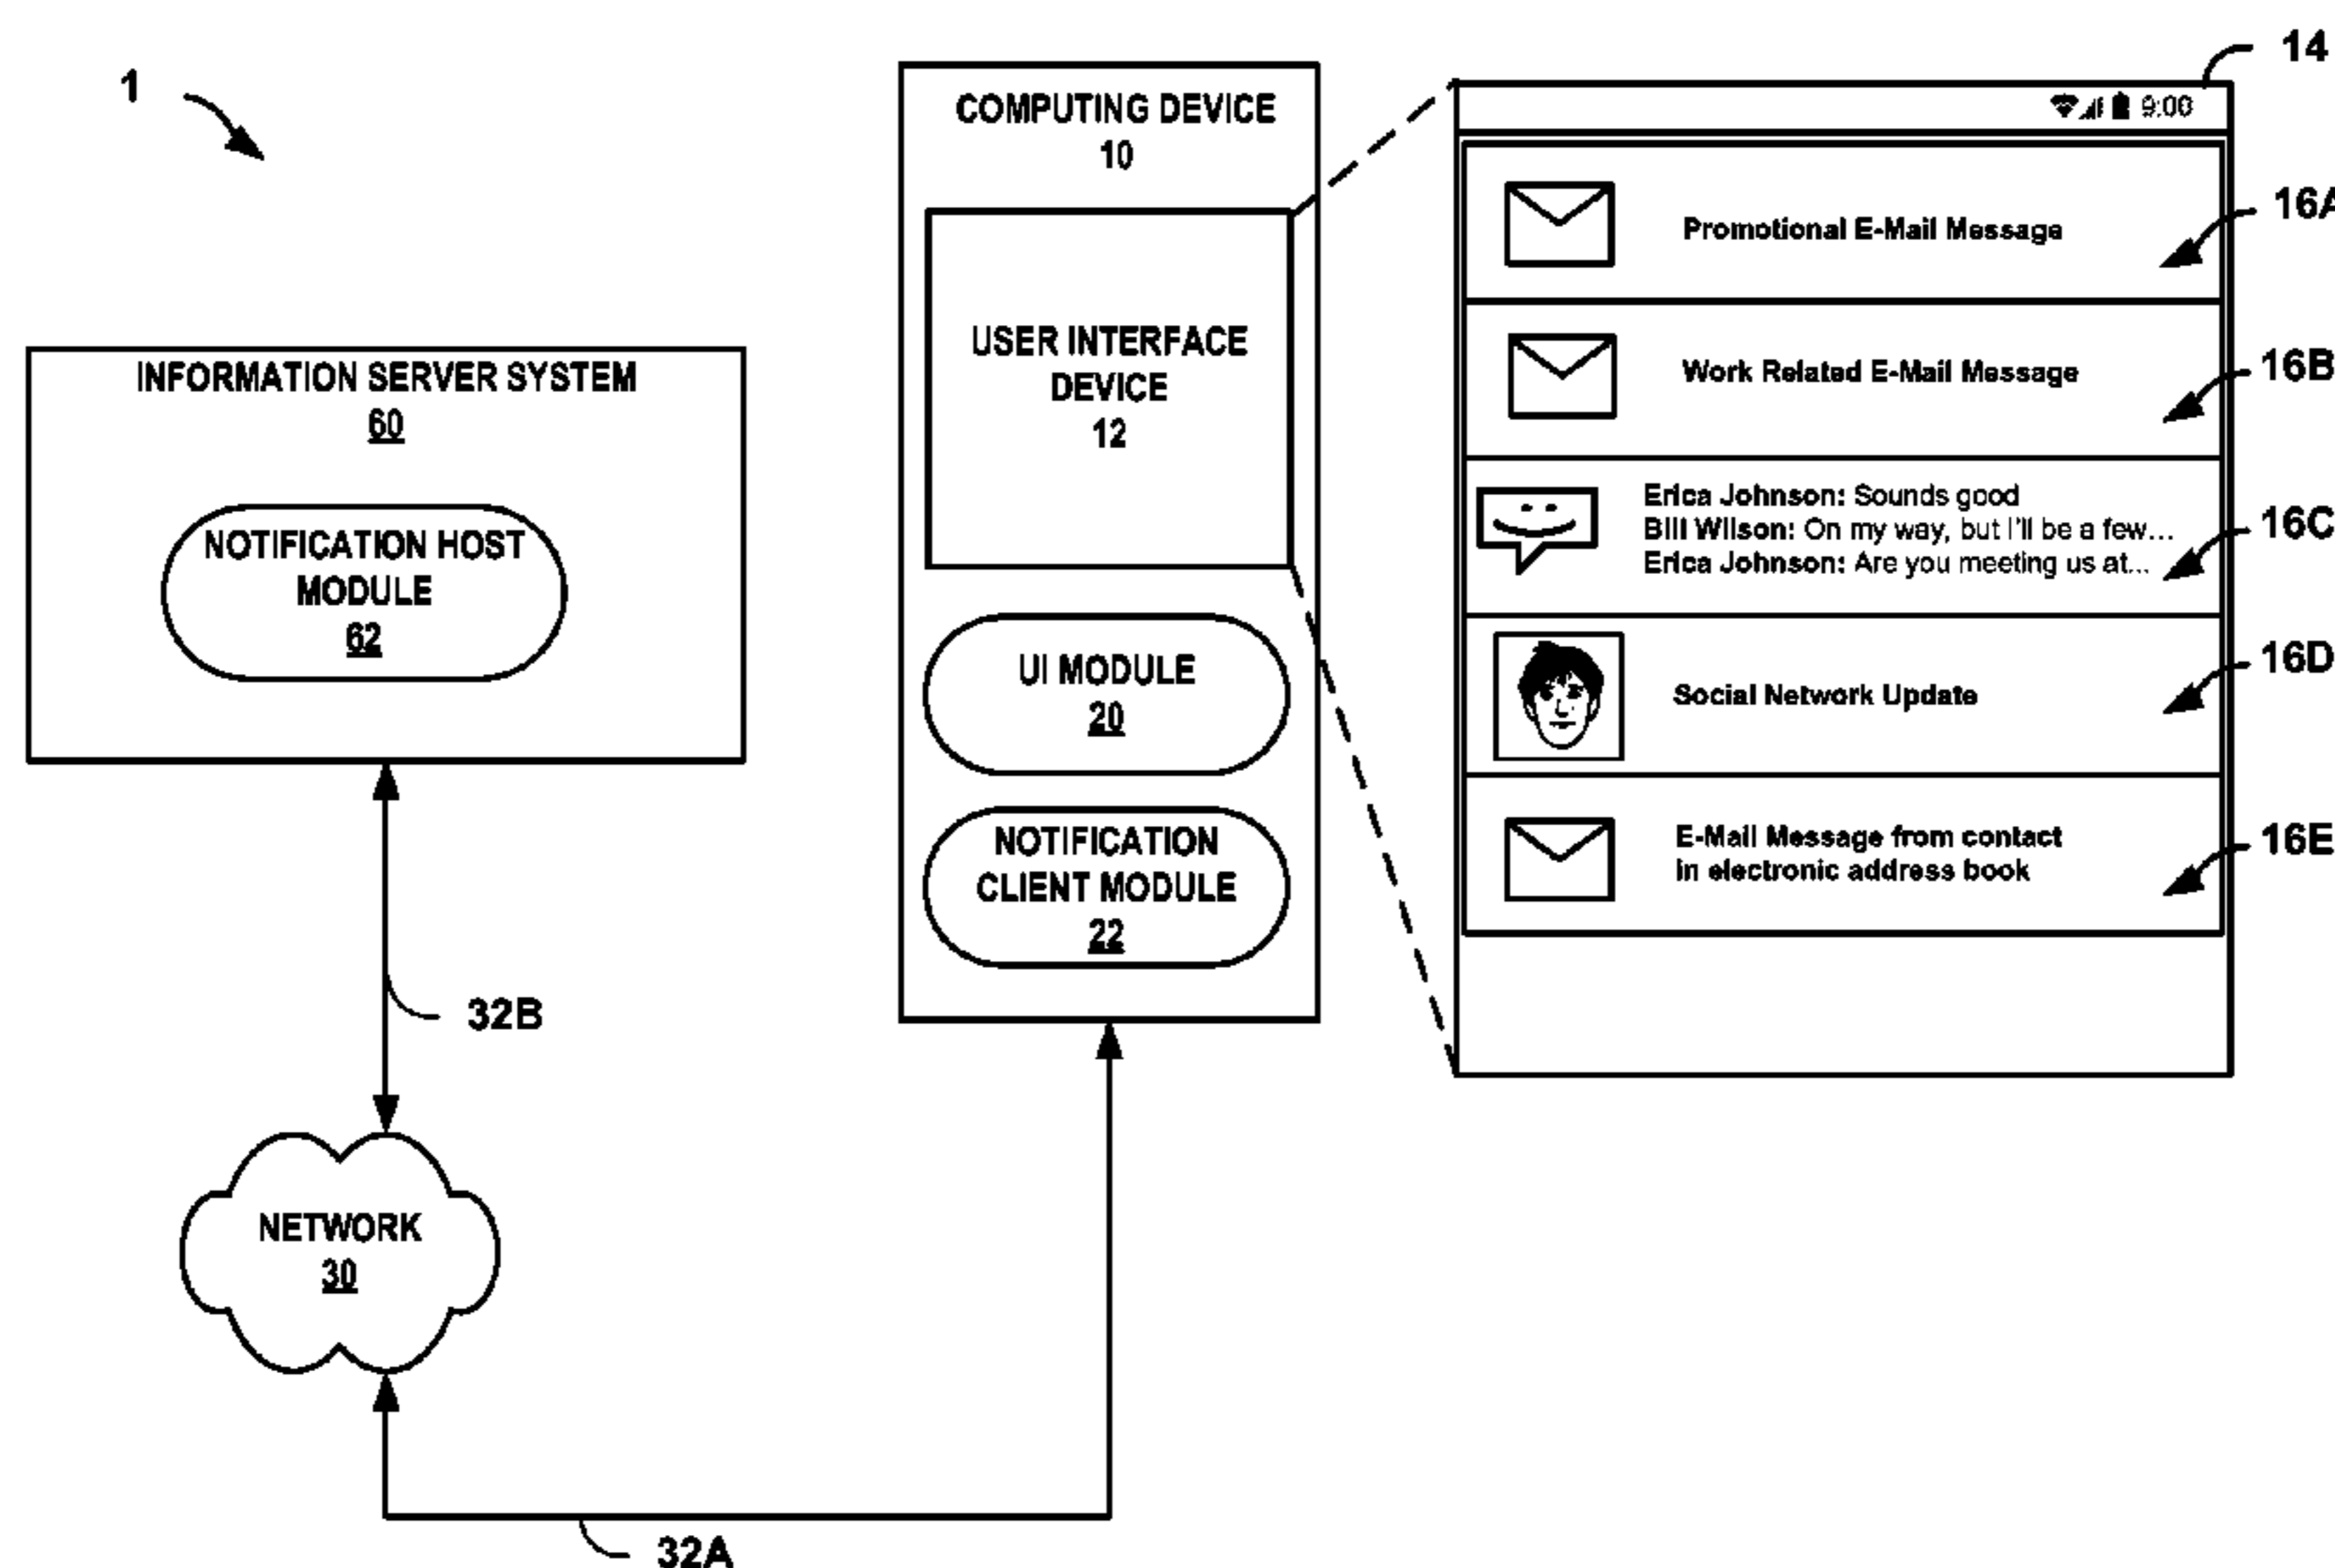 1
INFORMATION SERVER SYSTEM
60
NOTIFICATION HOST
MODULE
62
32B
NETWORK
30
32A
COMPUTING DEVICE
10
USER INTERFACE
DEVICE
12
UI MODULE
20
NOTIFICATION
CLIENT MODULE
22
14
9:00
Promotional E-Mail Message
16A
Work Related E-Mail Message
16B
Erica Johnson: Sounds good
Bill Wilson: On my way, but I'll be a few...
Erica Johnson: Are you meeting us at...
16C
Social Network Update
16D
E-Mail Message from contact
in electronic address book
16E